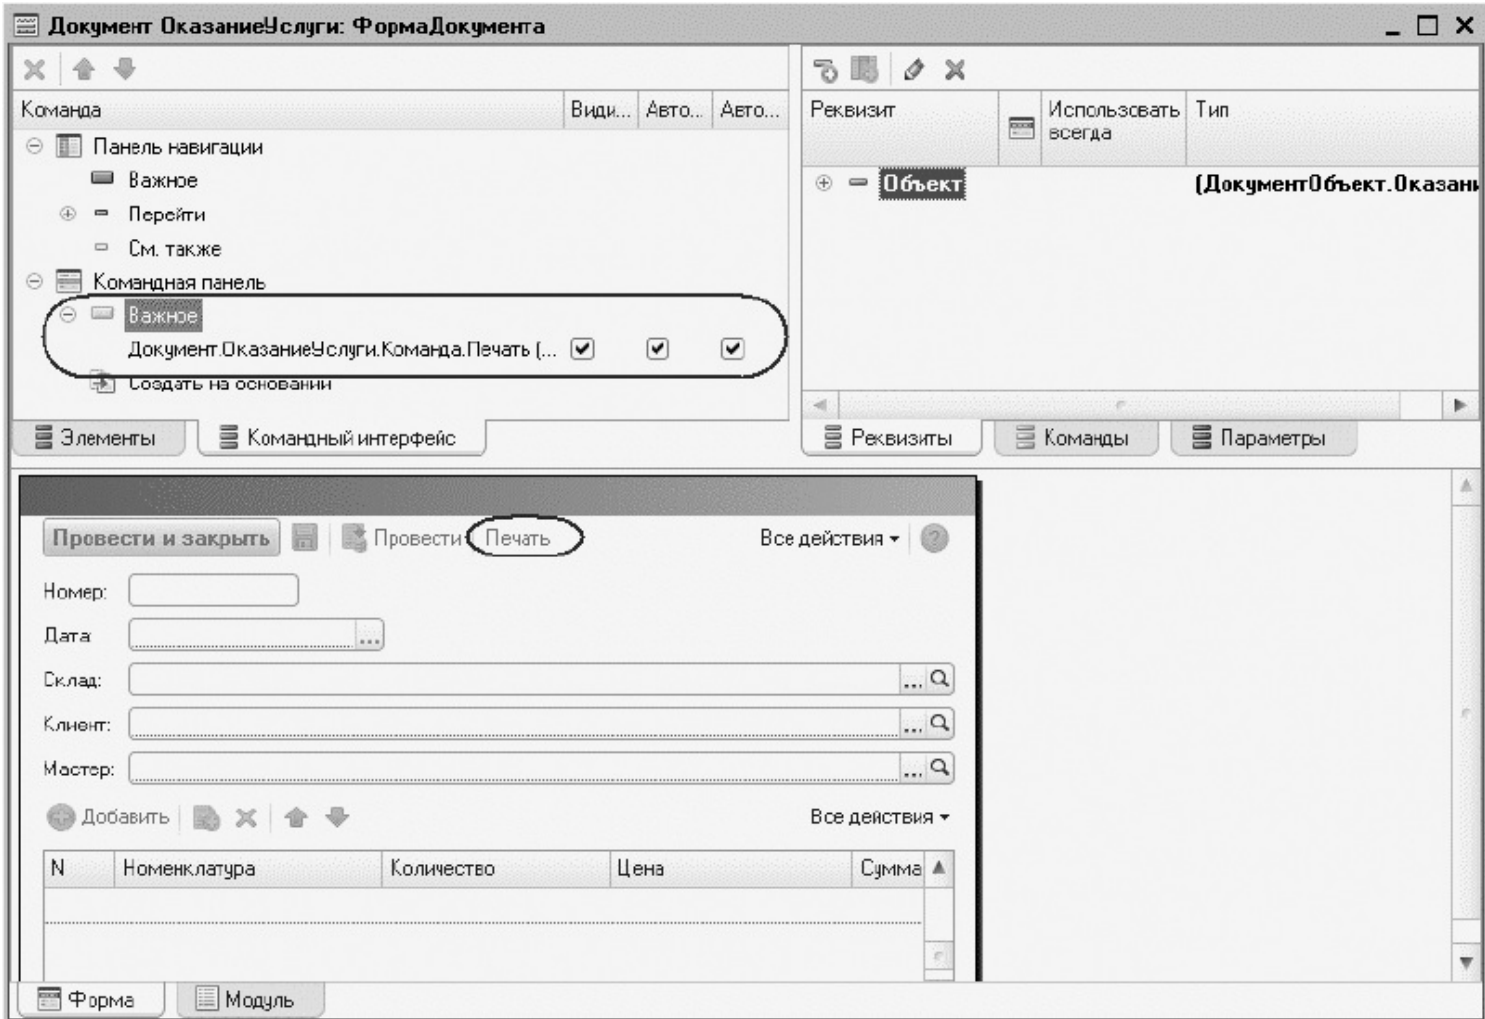 Документ ОказаниеУслуги: ФормаДокумента
Команда Види... Авто... Авто...
Панель навигации
Важное
Перейти
См. также
Командная панель
Важное
Документ.ОказаниеУслуги.Команда.Печать (...
Создать на основании
Элементы Командный интерфейс
Реквизит Использовать всегда Тип
Объект (ДокументОбъект.Оказани
Реквизиты Команды Параметры
Провести и закрыть Провести Печать Все действия
Номер:
Дата: ...
Склад: ...
Клиент: ...
Мастер: ...
Добавить Все действия
N Номенклатура Количество Цена Сумма
Форма Модуль